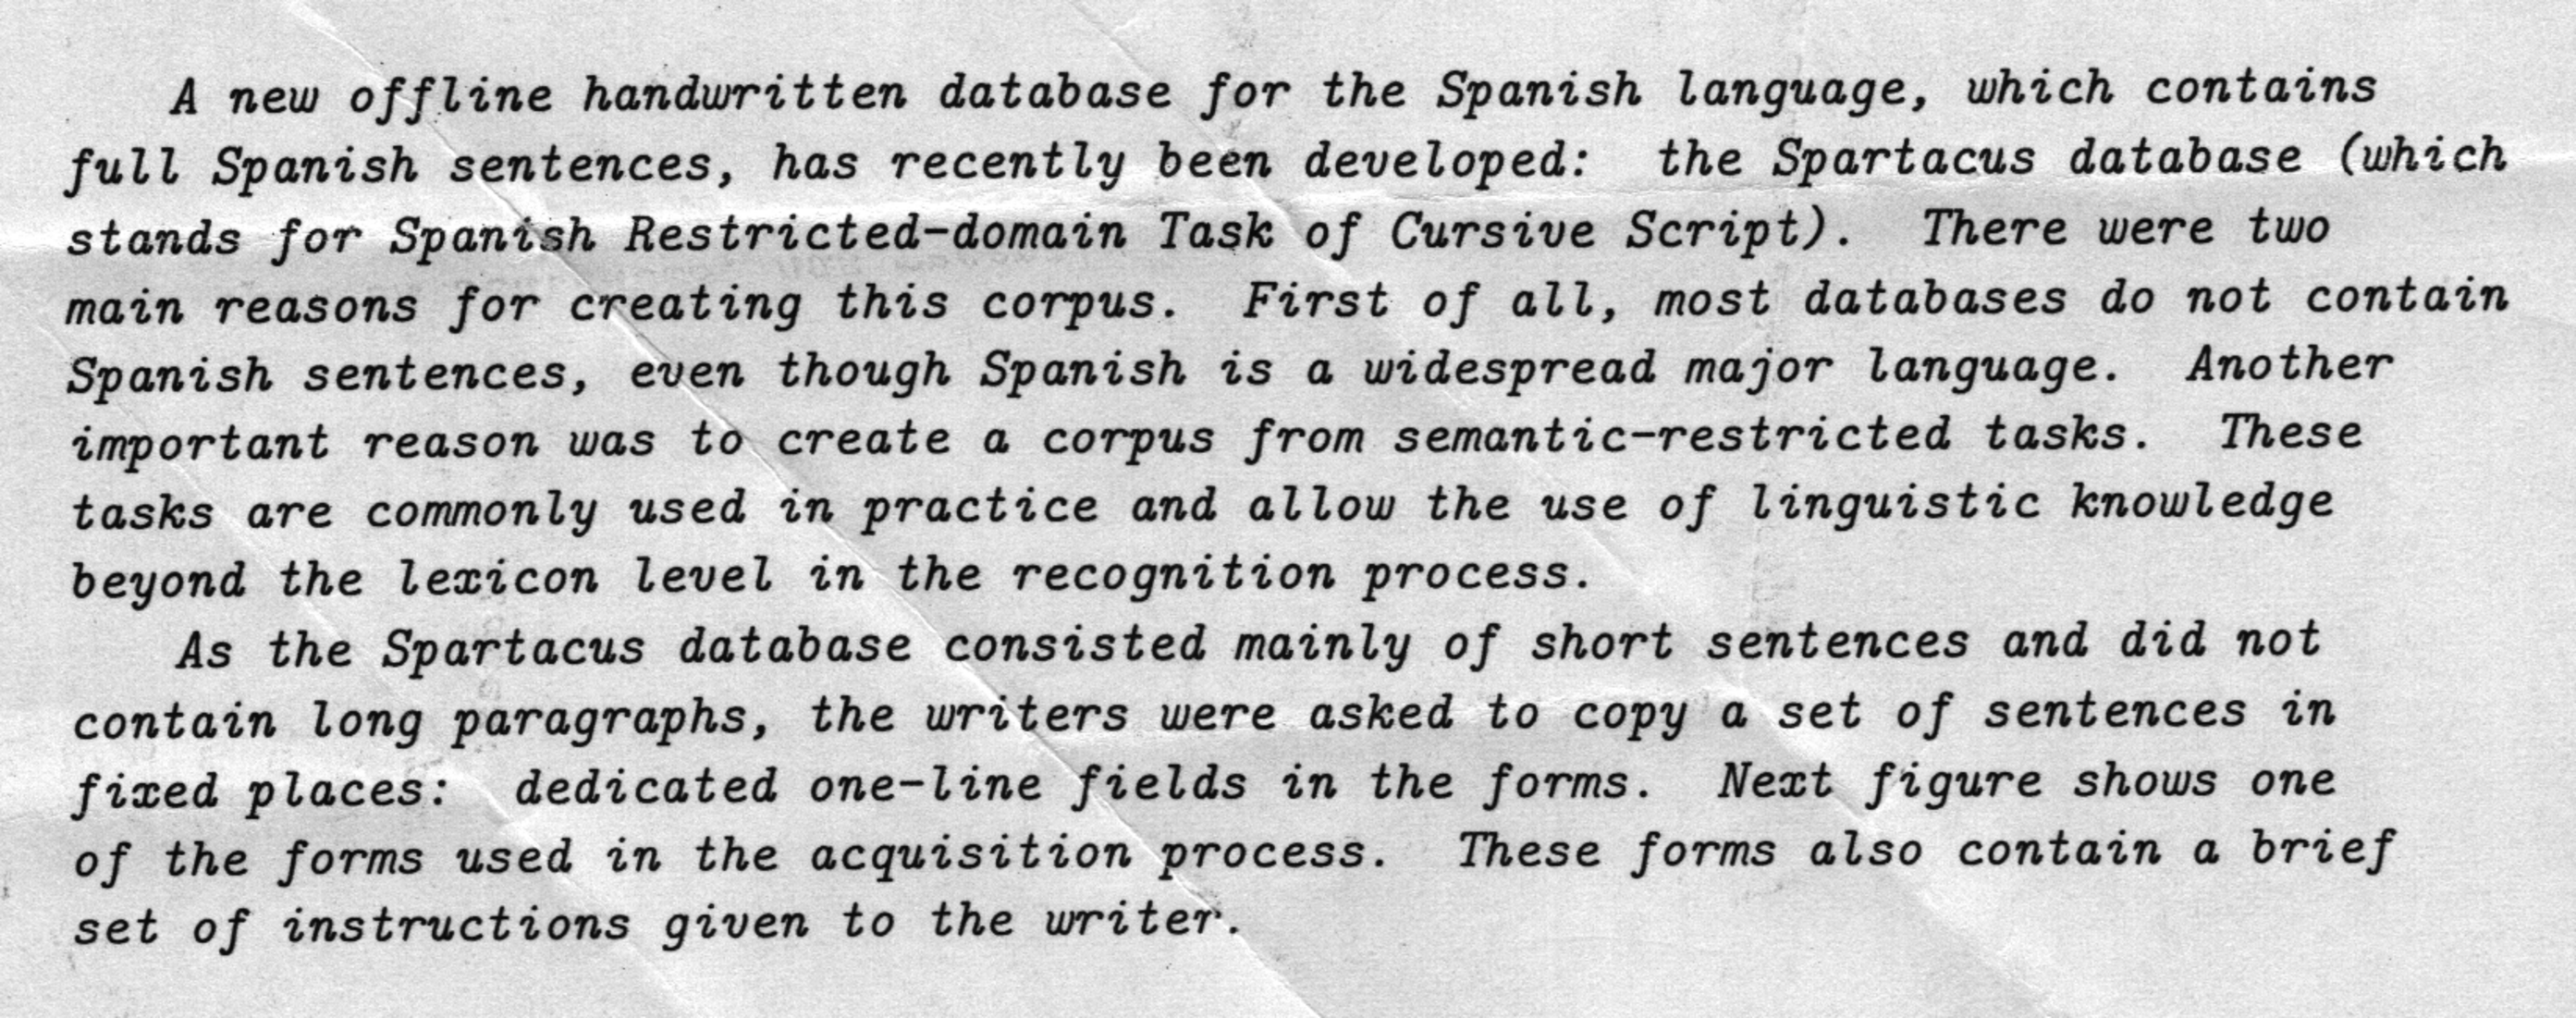 A new offline handwritten database for the Spanish language, which contains
full Spanish sentences, has recently been developed: the Spartacus database (which
stands for Spanish Restricted-domain Task of Cursive Script). There were two
main reasons for creating this corpus. First of all, most databases do not contain
Spanish sentences, even though Spanish is a widespread major language. Another
important reason was to create a corpus from semantic-restricted tasks. These
tasks are commonly used in practice and allow the use of linguistic knowledge
beyond the lexicon level in the recognition process.
As the Spartacus database consisted mainly of short sentences and did not
contain long paragraphs, the writers were asked to copy a set of sentences in
fixed places: dedicated one-line fields in the forms. Next figure shows one
of the forms used in the acquisition process. These forms also contain a brief
set of instructions given to the writer.